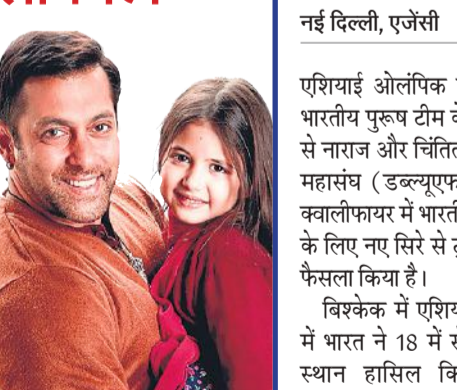 नई दिल्ली, एजेंसी
एशियाई ओलंपिक
भारतीय पुरूष टीम
से नाराज और
महासंघ
क्वालीफायर में
के लिए नए सिरे से
फैसला किया है।
बिश्केक में
में भारत ने 18 में
स्थान हासिल